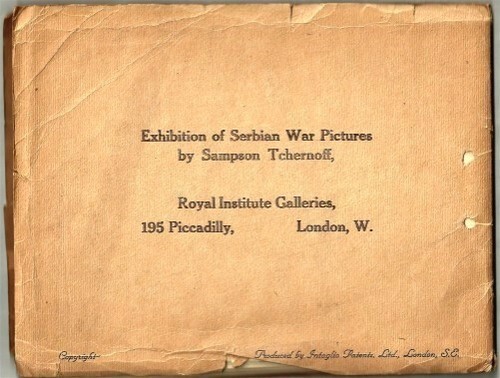 Exhibition of Serbian War Pictures
by Sampson Tchernoff,
Royal Institute Galleries,
195 Piccadilly, London, W.
Copyright Produced by Intaglio Patents, Ltd., London, S.E.